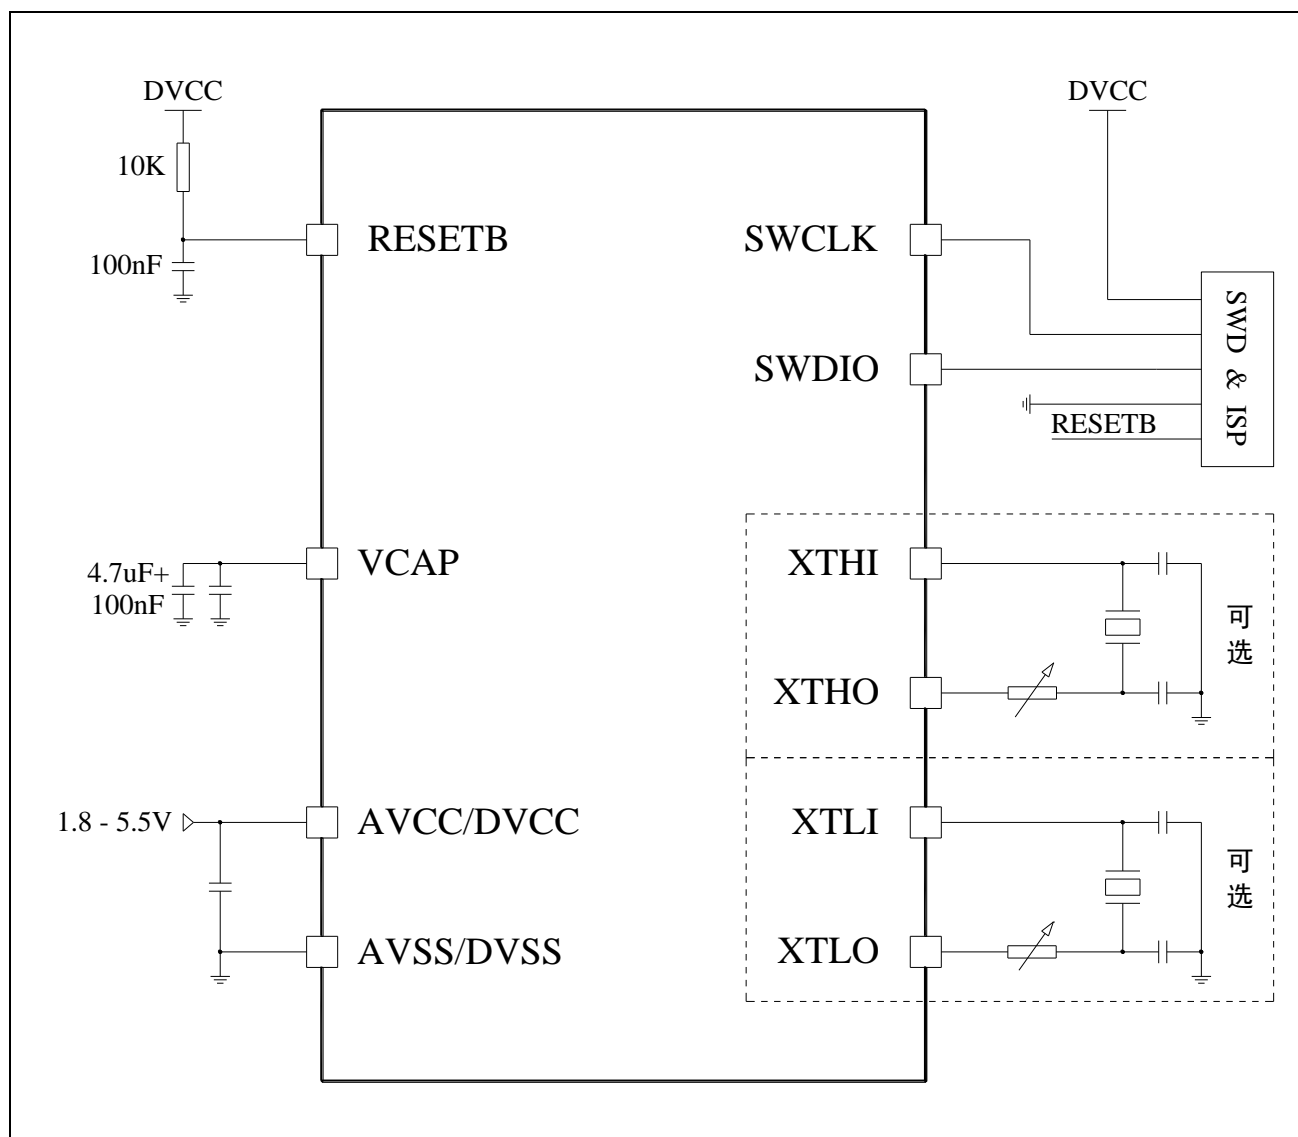 DVCC
10K
100nF
RESETB
SWCLK
DVCC
SWDIO
RESETB
SWD & ISP
4.7uF+
100nF
VCAP
XTHI
XTHO
可
选
1.8 - 5.5V
AVCC/DVCC
AVSS/DVSS
XTLI
XTLO
可
选